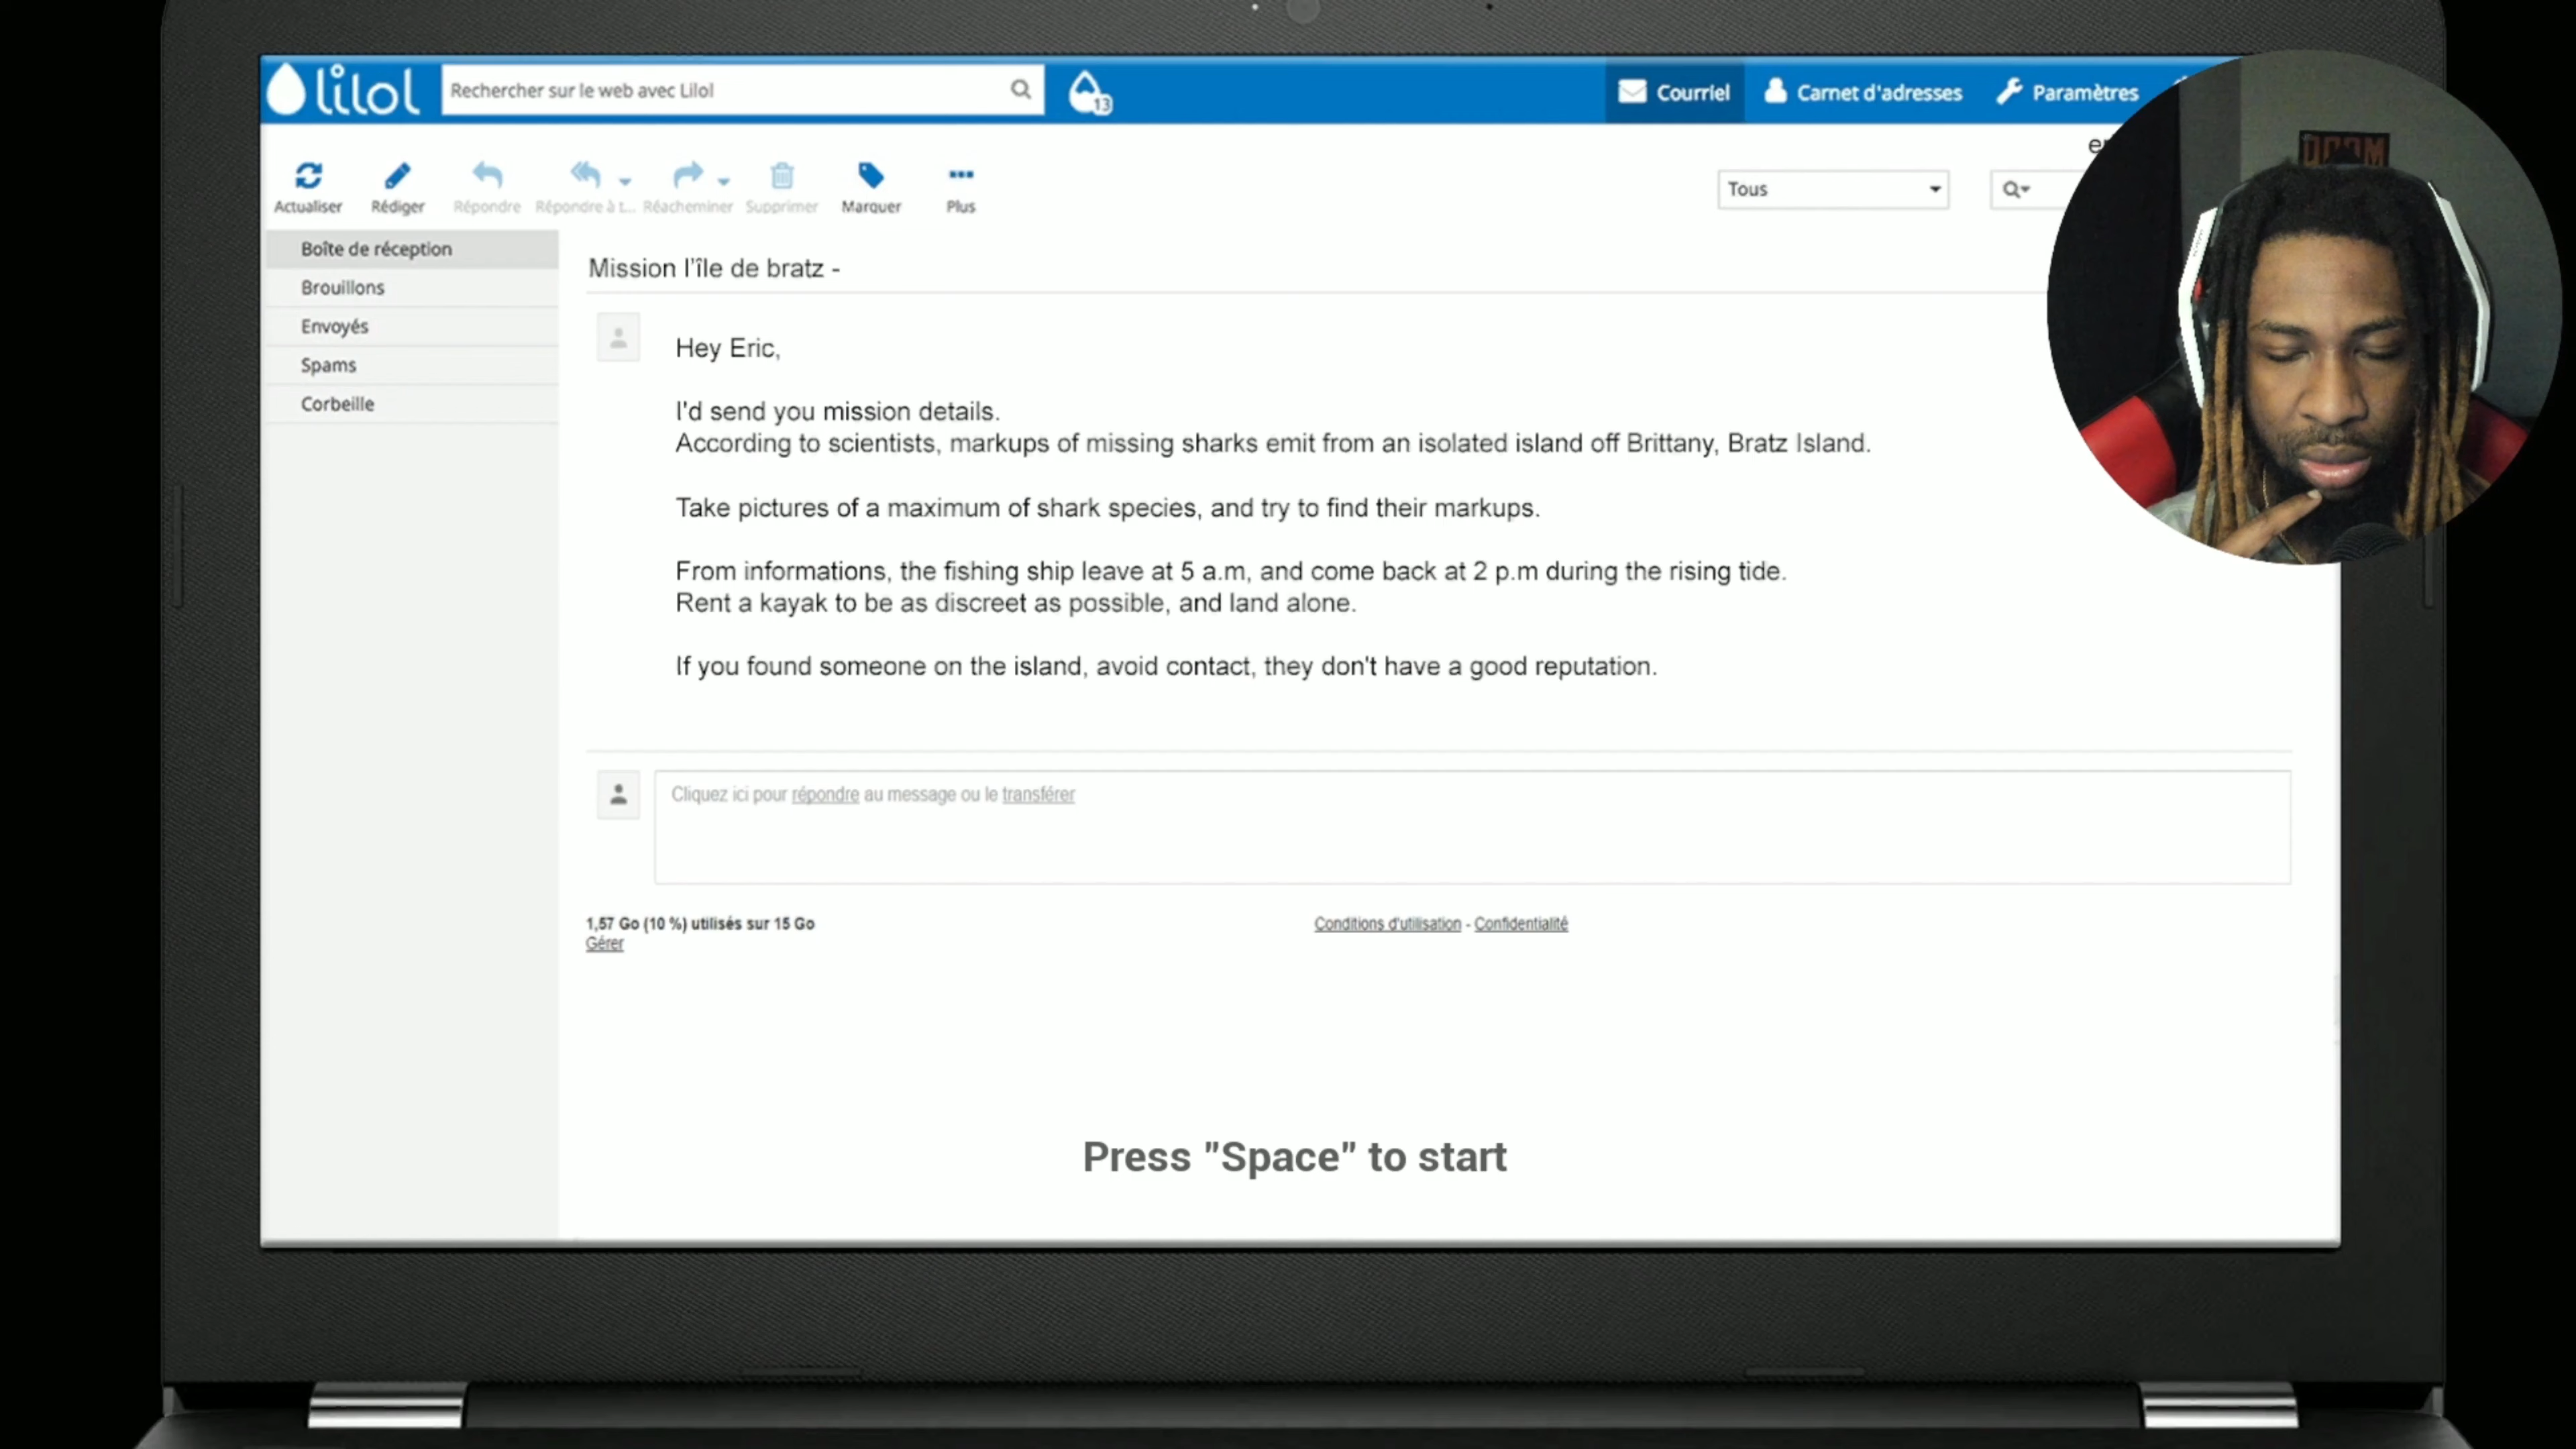 lilol
Rechercher sur le web avec Lilol
13
Courriel
Carnet d'adresses
Paramètres
Actualiser
Rédiger
Répondre
Répondre à t...
Réacheminer
Supprimer
Marquer
Plus
Tous
Boîte de réception
Brouillons
Envoyés
Spams
Corbeille
Mission l'île de bratz -
Hey Eric,
I'd send you mission details.
According to scientists, markups of missing sharks emit from an isolated island off Brittany, Bratz Island.
Take pictures of a maximum of shark species, and try to find their markups.
From informations, the fishing ship leave at 5 a.m, and come back at 2 p.m during the rising tide.
Rent a kayak to be as discreet as possible, and land alone.
If you found someone on the island, avoid contact, they don't have a good reputation.
Cliquez ici pour répondre au message ou le transférer
1,57 Go (10 %) utilisés sur 15 Go
Gérer
Conditions d'utilisation - Confidentialité
Press "Space" to start
DOOM